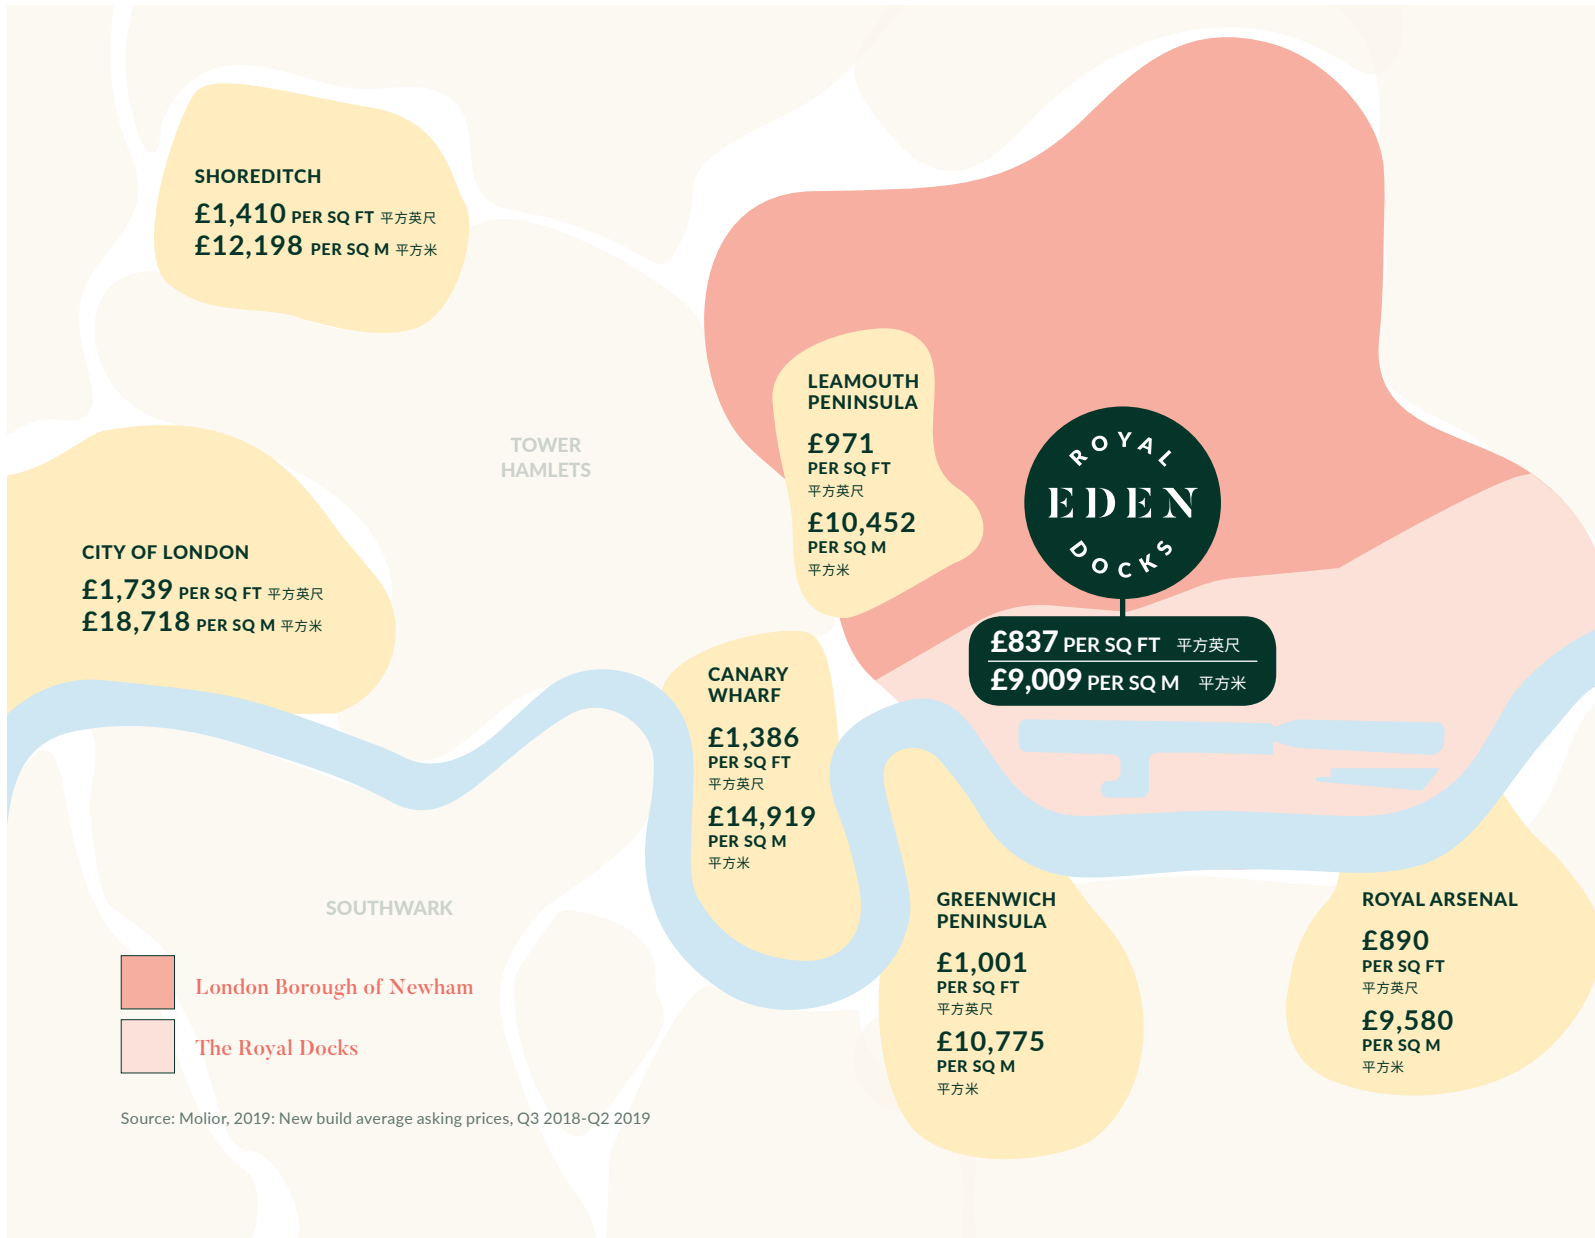 SHOREDITCH
£1,410 PER SQ FT 平方英尺
£12,198 PER SQ M 平方米
LEAMOUTH
PENINSULA
£971
PER SQ FT
平方英尺
£10,452
PER SQ M
平方米
TOWER
HAMLETS
ROYAL
EDEN
DOCKS
£837 PER SQ FT 平方英尺
£9,009 PER SQ M 平方米
CITY OF LONDON
£1,739 PER SQ FT 平方英尺
£18,718 PER SQ M 平方米
CANARY
WHARF
£1,386
PER SQ FT
平方英尺
£14,919
PER SQ M
平方米
SOUTHWARK
GREENWICH
PENINSULA
£1,001
PER SQ FT
平方英尺
£10,775
PER SQ M
平方米
ROYAL ARSENAL
£890
PER SQ FT
平方英尺
£9,580
PER SQ M
平方米
London Borough of Newham
The Royal Docks
Source: Molior, 2019: New build average asking prices, Q3 2018-Q2 2019